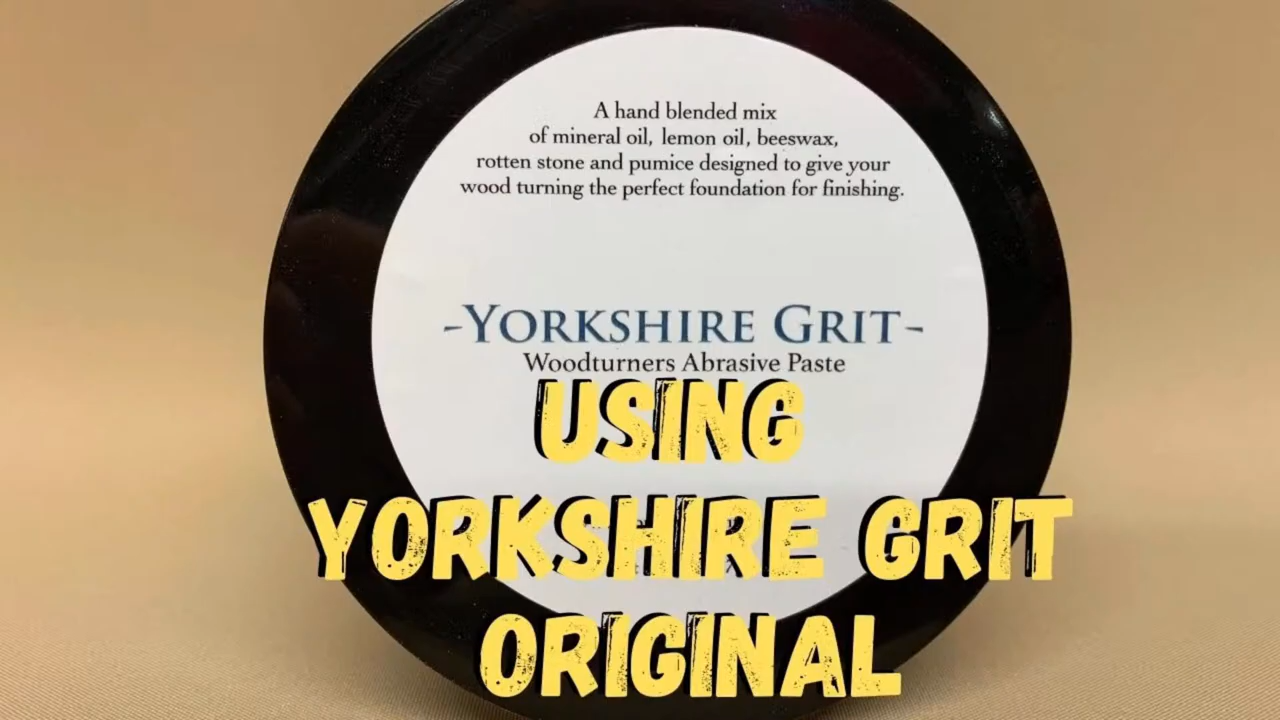 A hand blended mix
of mineral oil, lemon oil, beeswax,
rotten stone and pumice designed to give your
wood turning the perfect foundation for finishing.
-YORKSHIRE GRIT-
Woodturners Abrasive Paste
USING
YORKSHIRE GRIT
ORIGINAL